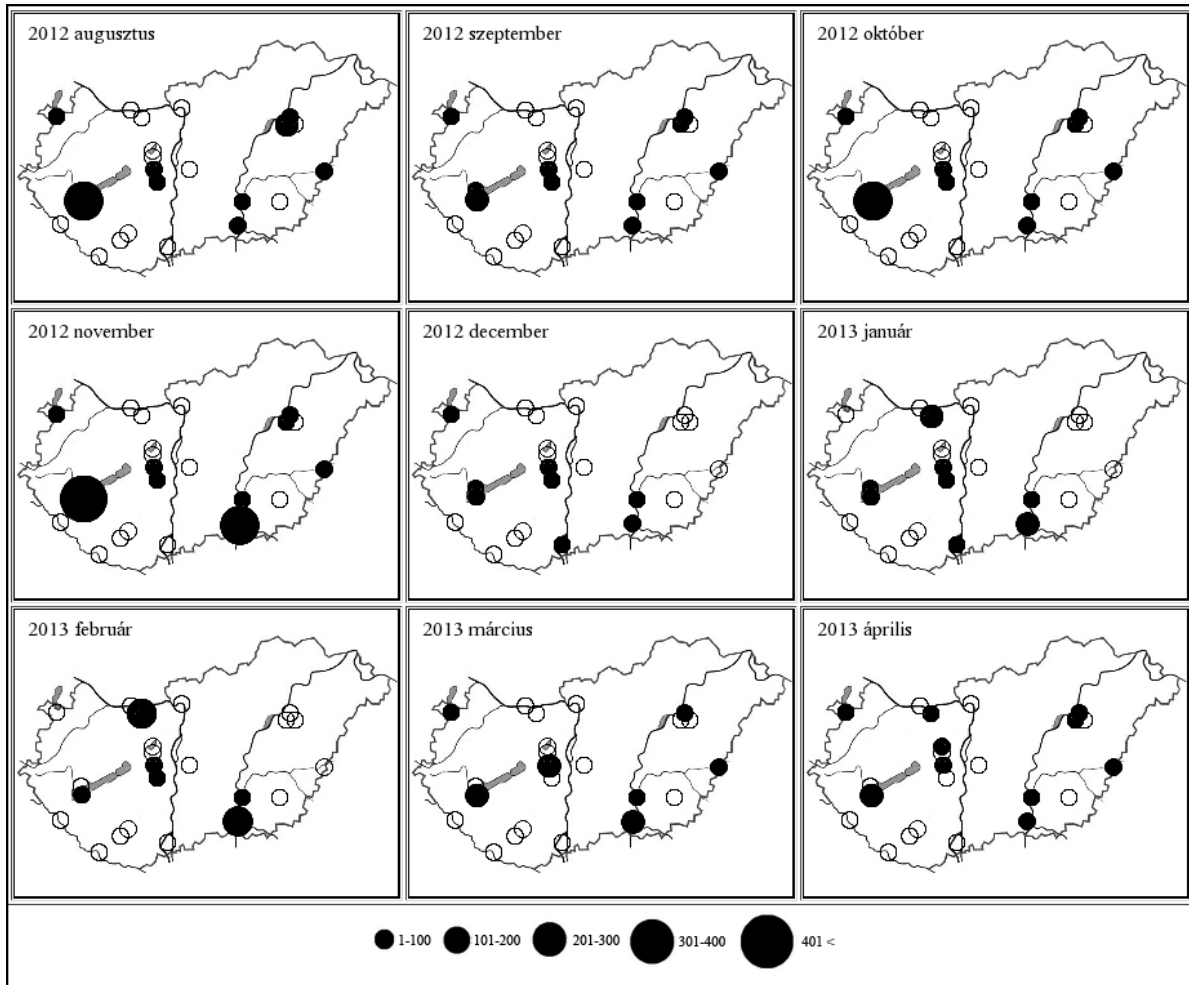 2012 augusztus
2012 szeptember
2012 október
2012 november
2012 december
2013 január
2013 február
2013 március
2013 április
1-100 101-200 201-300 301-400 401 <